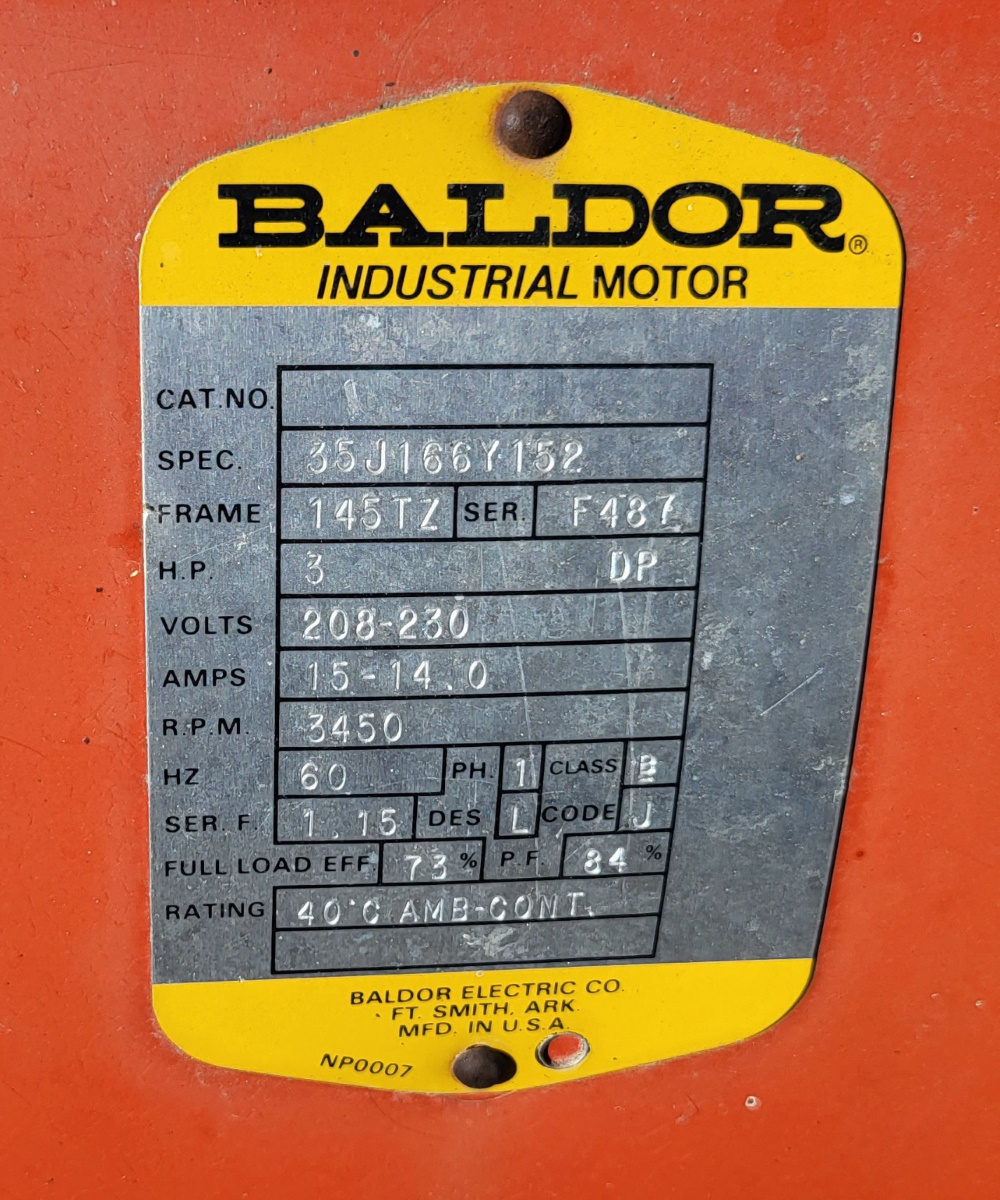 BALDOR®
INDUSTRIAL MOTOR
CAT.NO.
SPEC. 35J166Y152
FRAME 145TZ SER. F487
H.P. 3 DP
VOLTS 208-230
AMPS 15-14.0
R.P.M. 3450
HZ 60 PH. 1 CLASS B
SER. F. 1.15 DES L CODE J
FULL LOAD EFF. 73 % P.F. 84 %
RATING 40°C AMB-CONT.
BALDOR ELECTRIC CO.
FT. SMITH, ARK.
MFD. IN U.S.A.
NP0007